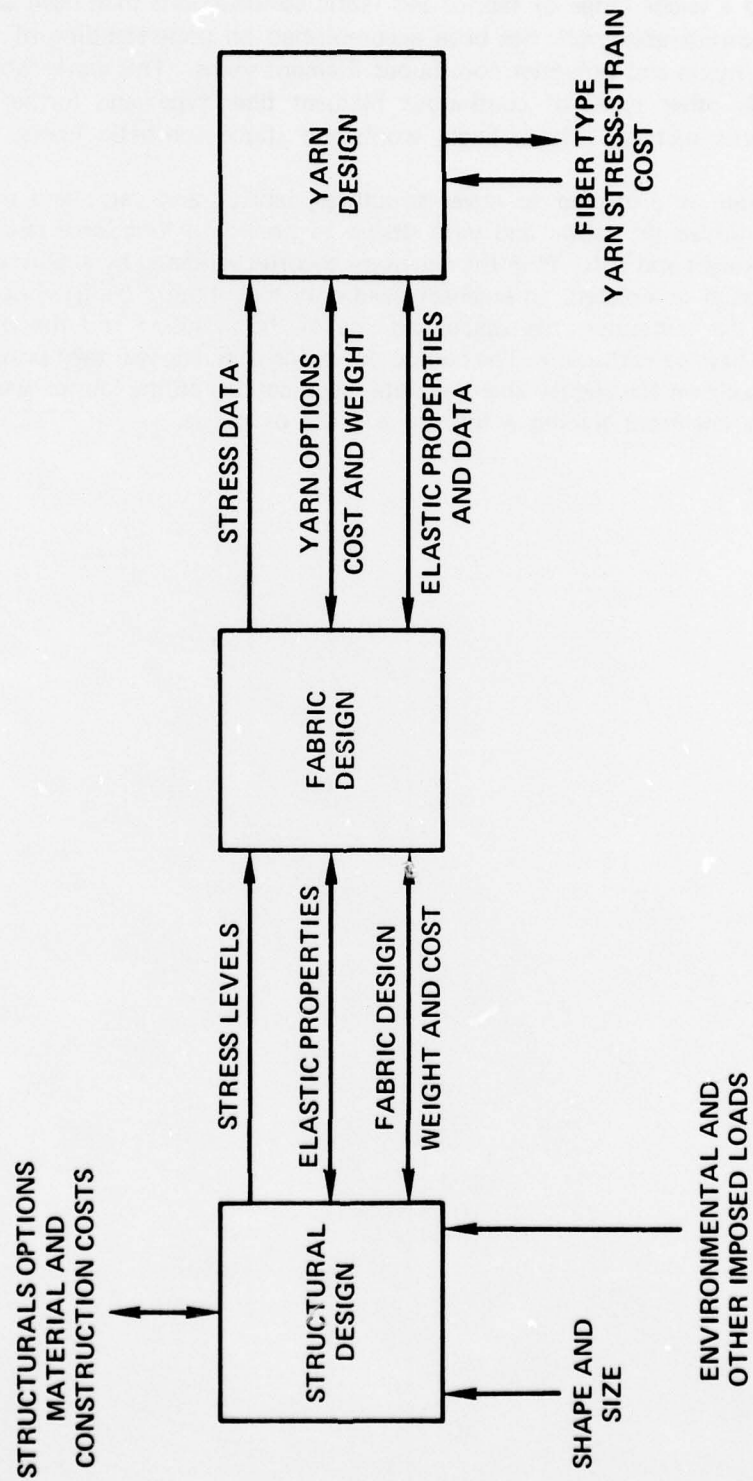 STRUCTURALS OPTIONS
MATERIAL AND
CONSTRUCTION COSTS
STRUCTURAL
DESIGN
SHAPE AND
SIZE
ENVIRONMENTAL AND
OTHER IMPOSED LOADS
STRESS LEVELS
ELASTIC PROPERTIES
FABRIC DESIGN
WEIGHT AND COST
FABRIC
DESIGN
STRESS DATA
YARN OPTIONS
COST AND WEIGHT
ELASTIC PROPERTIES
AND DATA
YARN
DESIGN
FIBER TYPE
YARN STRESS-STRAIN
COST